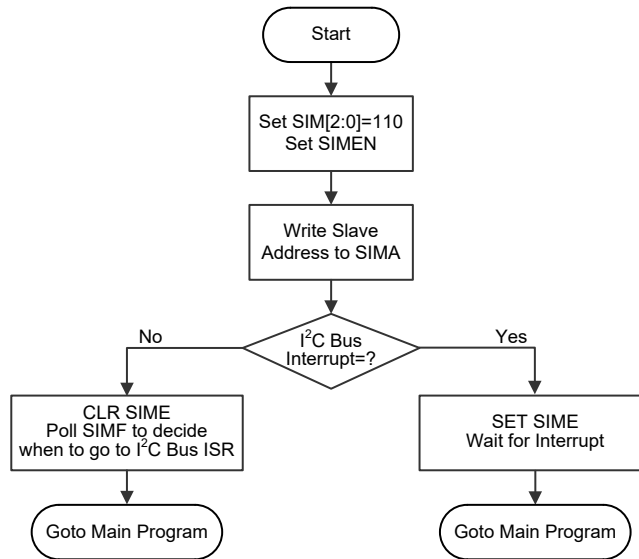 Start
Set SIM[2:0]=110
Set SIMEN
Write Slave
Address to SIMA
I²C Bus
Interrupt=?
No
Yes
CLR SIME
Poll SIMF to decide
when to go to I²C Bus ISR
SET SIME
Wait for Interrupt
Goto Main Program
Goto Main Program